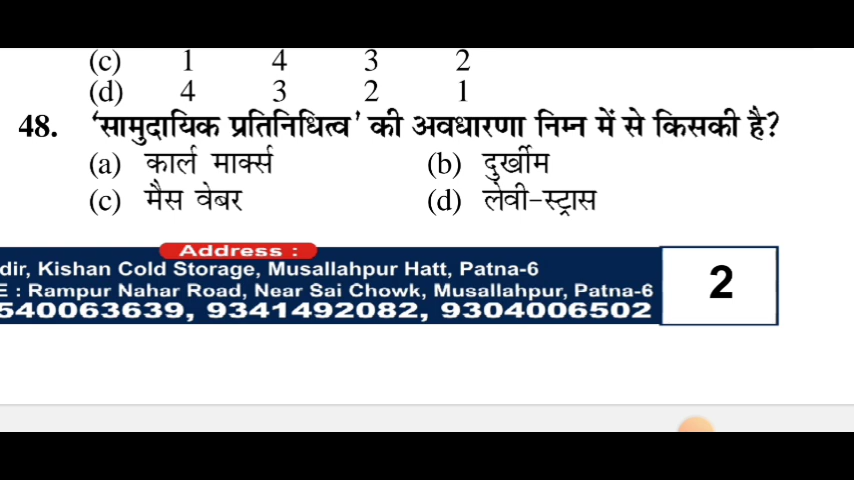 (c) 1 4 3 2
(d) 4 3 2 1
48. ‘सामुदायिक प्रतिनिधित्व’ की अवधारणा निम्न में से किसकी है?
(a) कार्ल मार्क्स (b) दुर्खीम
(c) मैस वेबर (d) लेवी-स्ट्रास
Address :
dir, Kishan Cold Storage, Musallahpur Hatt, Patna-6
E : Rampur Nahar Road, Near Sai Chowk, Musallahpur, Patna-6
540063639, 9341492082, 9304006502
2